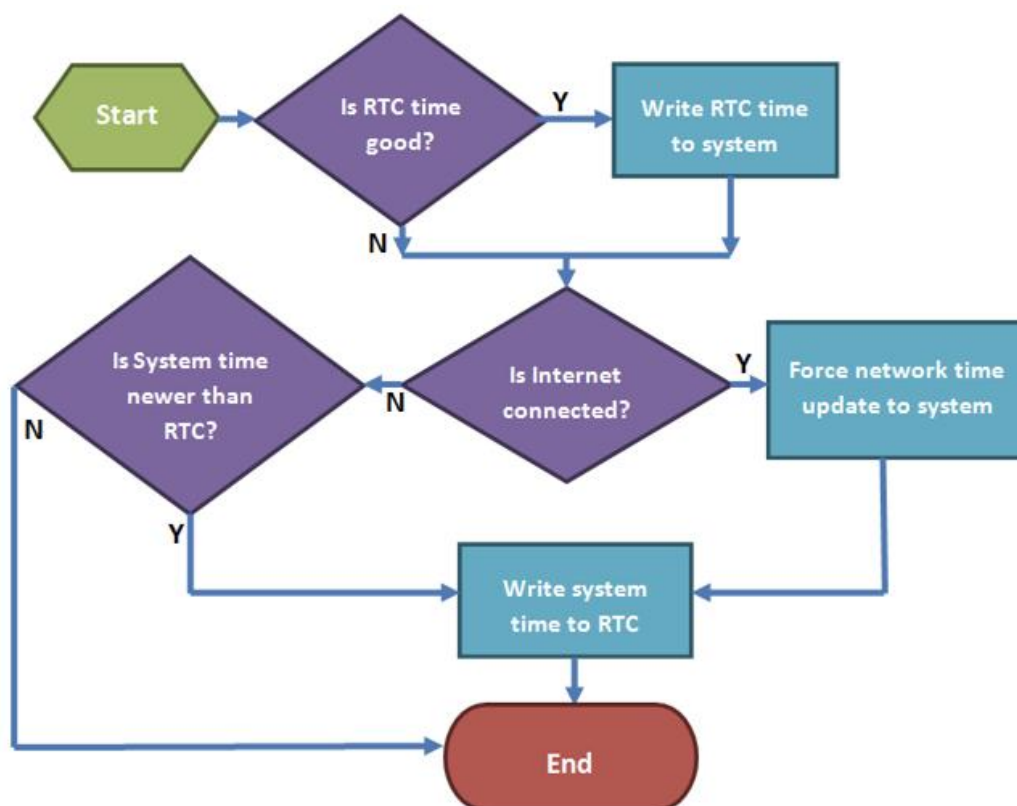 Start
Is RTC time
good?
Y
Write RTC time
to system
N
Is System time
newer than
RTC?
N
Y
N
Is Internet
connected?
Y
Force network time
update to system
Write system
time to RTC
End